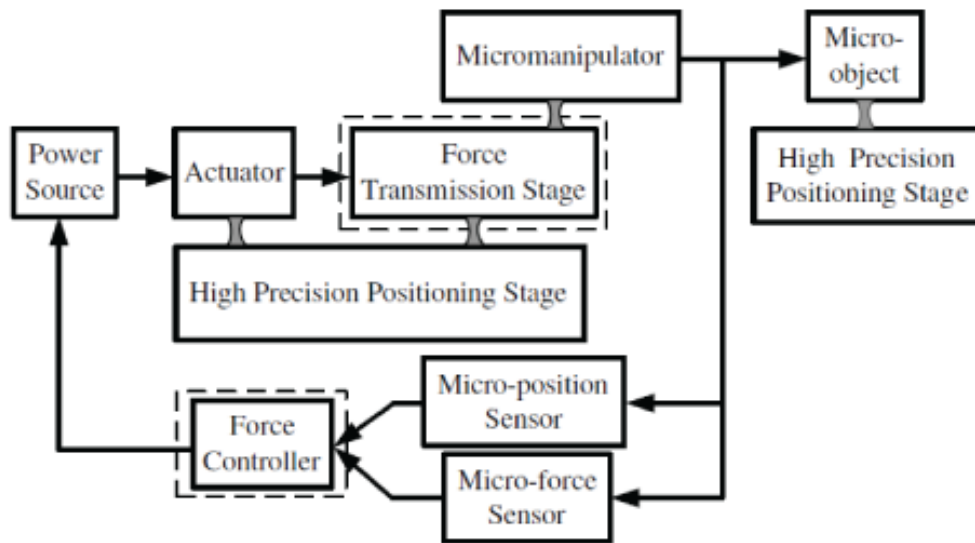 Micromanipulator
Micro-
object
Power
Source
Actuator
Force
Transmission Stage
High Precision
Positioning Stage
High Precision Positioning Stage
Micro-position
Sensor
Force
Controller
Micro-force
Sensor